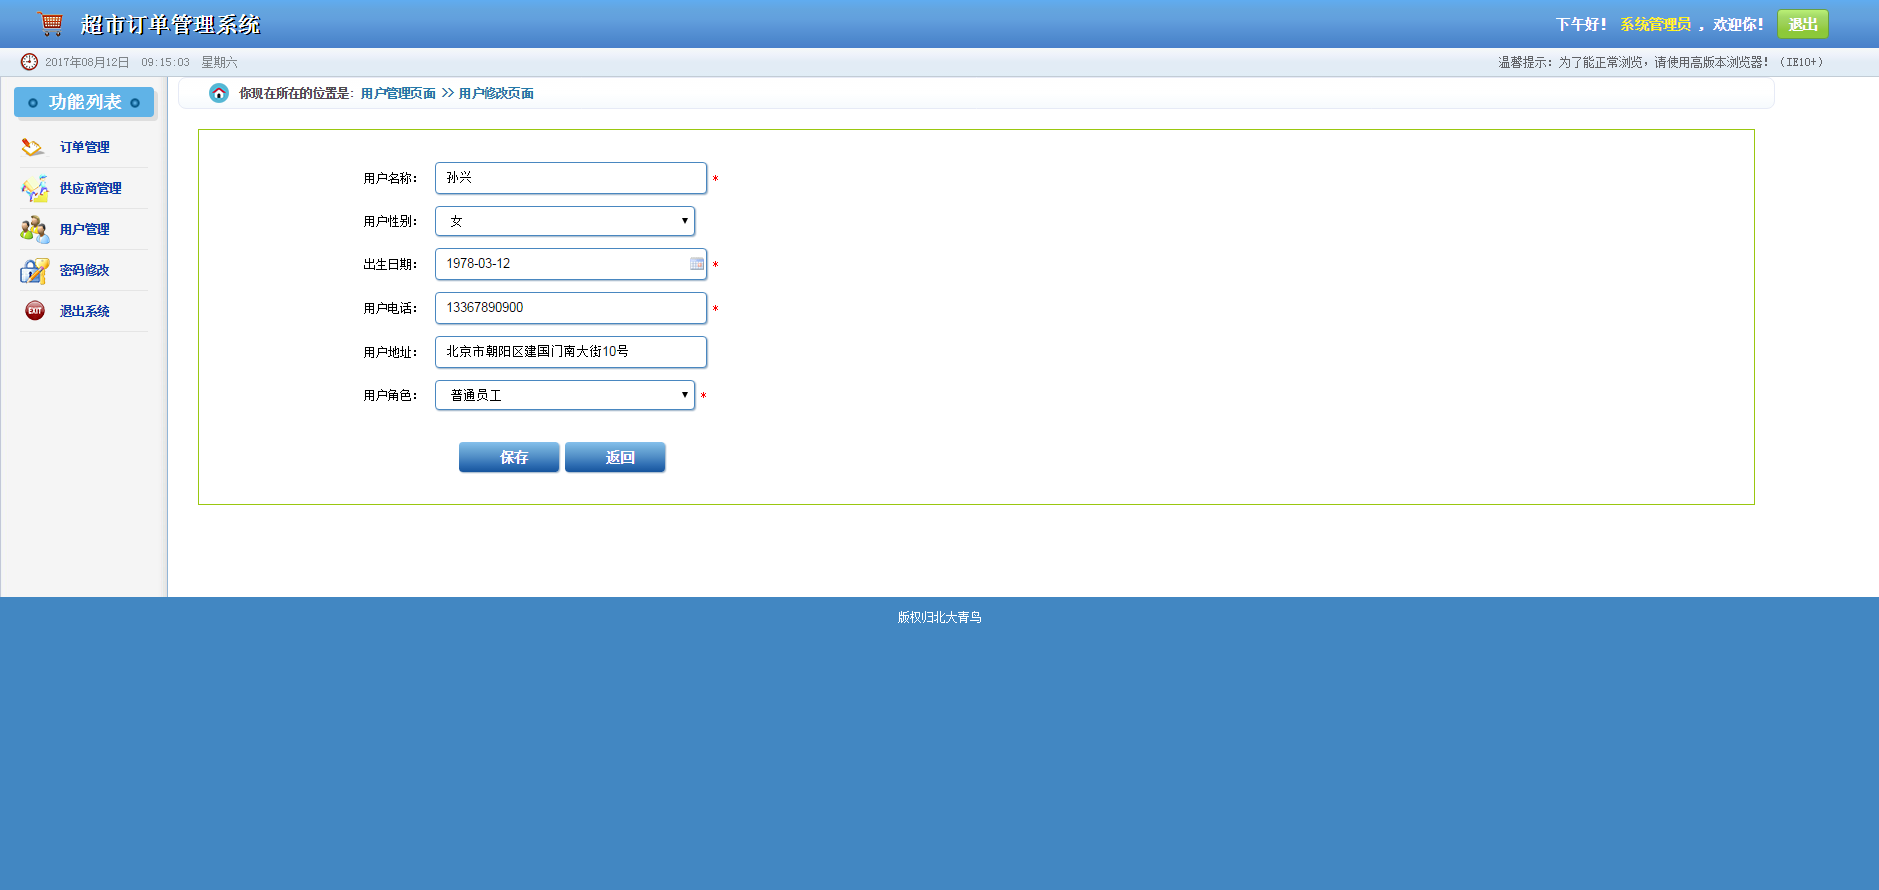 超市订单管理系统
下午好! 系统管理员 , 欢迎你! 退出
2017年08月12日 09:15:03 星期六
温馨提示: 为了能正常浏览,请使用高版本浏览器! (IE10+)
功能列表
订单管理
供应商管理
用户管理
密码修改
EXIT 退出系统
你现在所在的位置是: 用户管理页面 >> 用户修改页面
用户名称: 孙兴 *
用户性别: 女
出生日期: 1978-03-12 *
用户电话: 13367890900 *
用户地址: 北京市朝阳区建国门南大街10号
用户角色: 普通员工 *
保存 返回
版权归北大青鸟